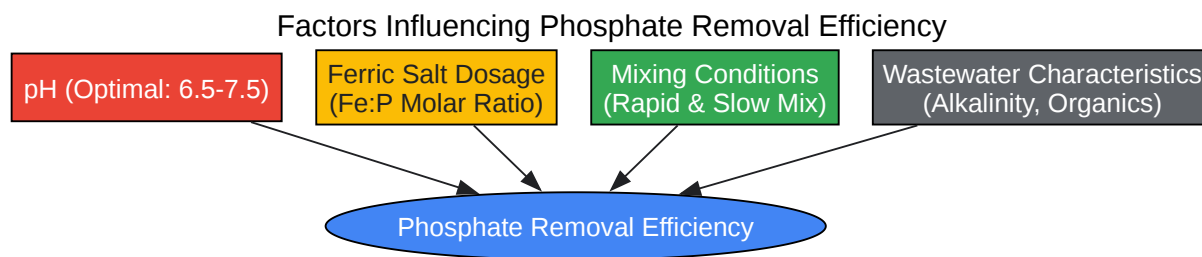 Factors Influencing Phosphate Removal Efficiency
pH (Optimal: 6.5-7.5)
Ferric Salt Dosage
(Fe:P Molar Ratio)
Mixing Conditions
(Rapid & Slow Mix)
Wastewater Characteristics
(Alkalinity, Organics)
Phosphate Removal Efficiency